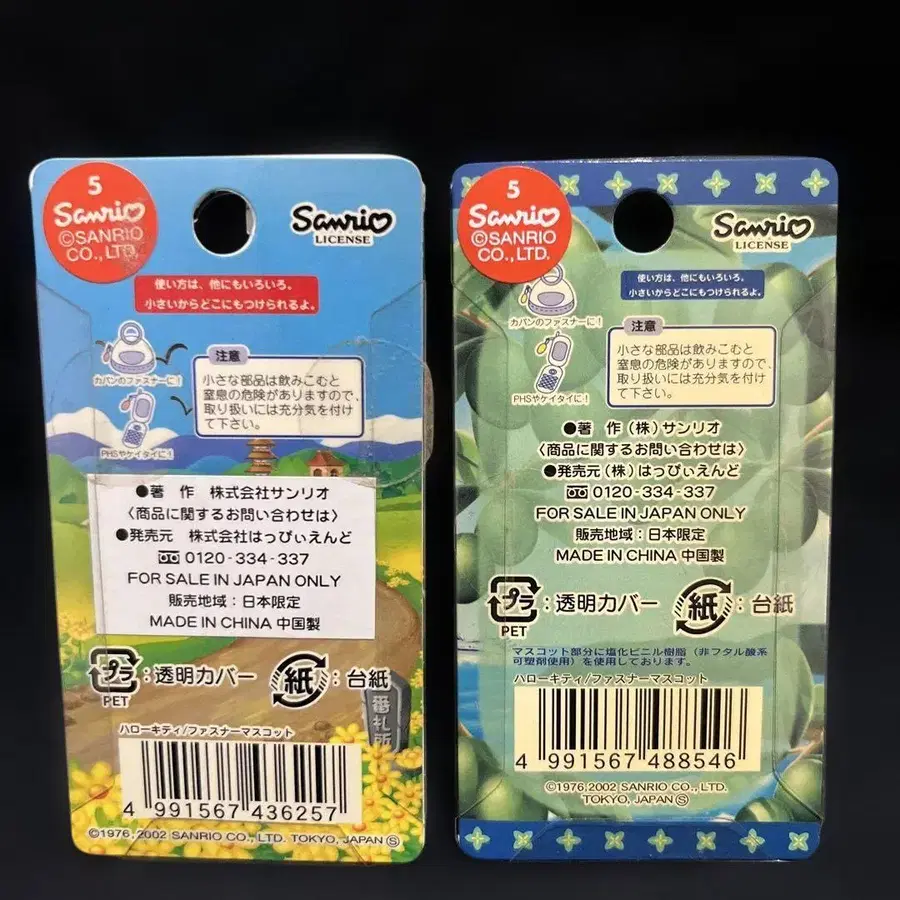 5
Sanrio
©SANRIO
CO., LTD.
Sanrio
LICENSE
使い方は、他にもいろいろ。
小さいからどこにもつけられるよ。
カバンのファスナーに!
PHSやケイタイに!
注意
小さな部品は飲みこむと
窒息の危険がありますので、
取り扱いには充分気を付け
て下さい。
●著 作 株式会社サンリオ
〈商品に関するお問い合わせは〉
●発売元 株式会社はっぴぃえんど
0120-334-337
FOR SALE IN JAPAN ONLY
販売地域:日本限定
MADE IN CHINA 中国製
プラ
PET
:透明カバー
紙
:台紙
番札所
ハローキティ/ファスナーマスコット
4 991567 436257
©1976, 2002 SANRIO CO., LTD. TOKYO, JAPAN Ⓢ
5
Sanrio
©SANRIO
CO., LTD.
Sanrio
LICENSE
使い方は、他にもいろいろ。
小さいからどこにもつけられるよ。
カバンのファスナーに!
PHSやケイタイに!
注意
小さな部品は飲みこむと
窒息の危険がありますので、
取り扱いには充分気を付け
て下さい。
●著 作(株)サンリオ
〈商品に関するお問い合わせは〉
●発売元(株)はっぴぃえんど
0120-334-337
FOR SALE IN JAPAN ONLY
販売地域:日本限定
MADE IN CHINA 中国製
プラ
PET
:透明カバー
紙
:台紙
マスコット部分に塩化ビニル樹脂(非フタル酸系
可塑剤使用)を使用しております。
ハローキティ/ファスナーマスコット
4 991567 488546
©1976,2002 SANRIO CO., LTD.
TOKYO, JAPAN Ⓢ